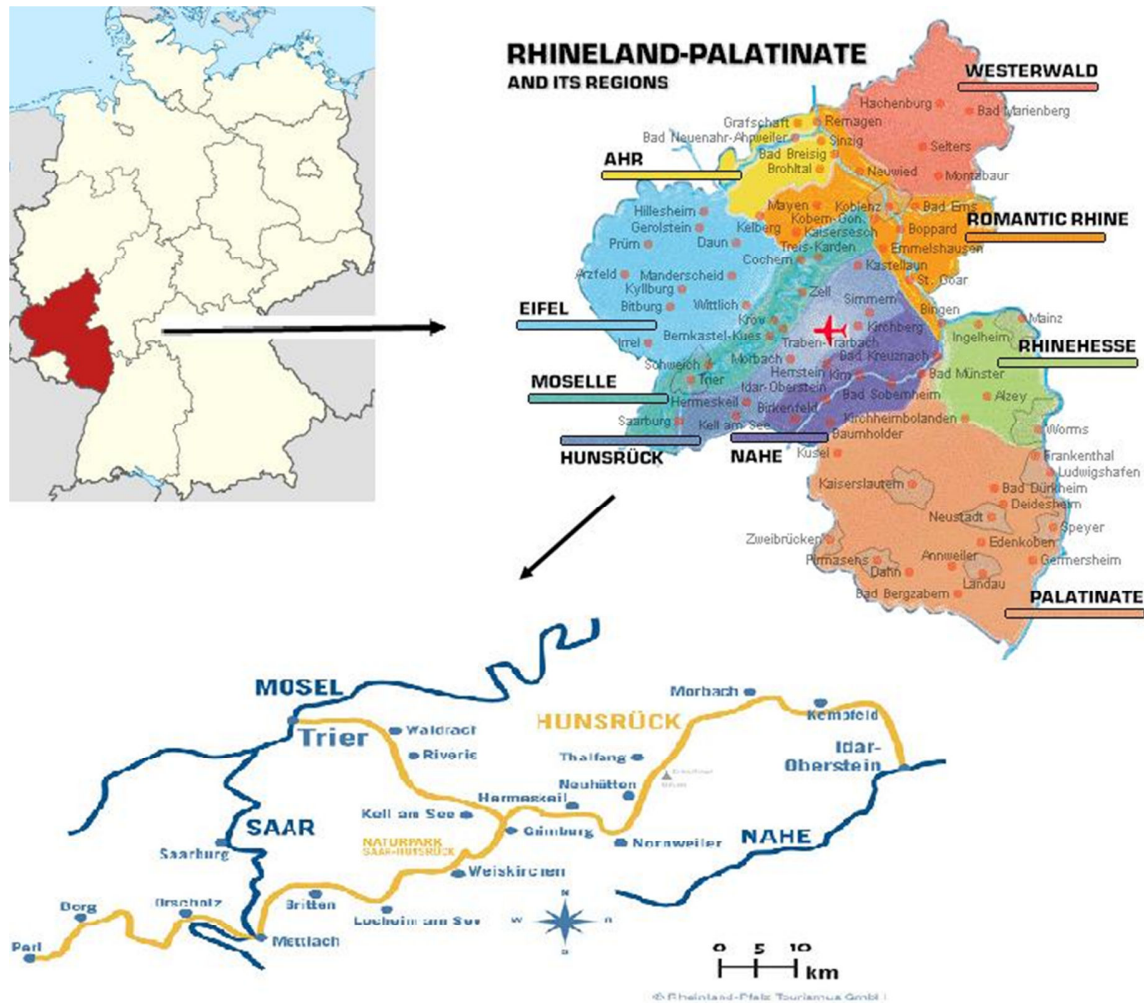 RHINELAND-PALATINATE
AND ITS REGIONS
WESTERWALD
Hachenburg
Bad Marienberg
Grafschaft
Remagen
Bad Neuenahr-Ahrweiler
Sinzig
Selters
Bad Breisig
AHR
Brohltal
Neuwied
Montabaur
Mayen
Koblenz
Bad Ems
Hillesheim
Kobern-Gon.
ROMANTIC RHINE
Gerolstein
Kelberg
Kaisersesch
Boppard
Prüm
Daun
Treis-Karden
Emmelshausen
Cochem
Kastellaun
Arzfeld
Manderscheid
St. Goar
Kyllburg
Zell
Simmern
EIFEL
Bitburg
Wittlich
Bingen
Mainz
Kröv
Kirchberg
Ingelheim
Irrel
Bernkastel-Kues
Traben-Trarbach
RHINEHESSE
Schweich
Morbach
Bad Kreuznach
Herrstein
Kirn
Bad Münster
MOSELLE
Trier
Idar-Oberstein
Alzey
Hermeskeil
Bad Sobernheim
Saarburg
Birkenfeld
Kirchheimbolanden
Kell am See
Worms
HUNSRÜCK
NAHE
Baumholder
Kusel
Frankenthal
Ludwigshafen
Kaiserslautern
Bad Dürkheim
Deidesheim
Neustadt
Speyer
Zweibrücken
Edenkoben
Pirmasens
Annweiler
Germersheim
Dahn
Landau
Bad Bergzabern
PALATINATE
MOSEL
Morbach
HUNSRÜCK
Kempfeld
Trier
Waldrach
Riveris
Thalfang
Idar-
Oberstein
Neuhütten
Hermeskeil
Kell am See
SAAR
Grimburg
NATURPARK
SAAR-HUNSRÜCK
NAHE
Saarburg
Nonnweiler
Weiskirchen
Borg
Orscholz
Britten
Losheim am See
N
W
Perl
Mettlach
0 5 10
km
© Rheinland-Pfalz Tourismus GmbH